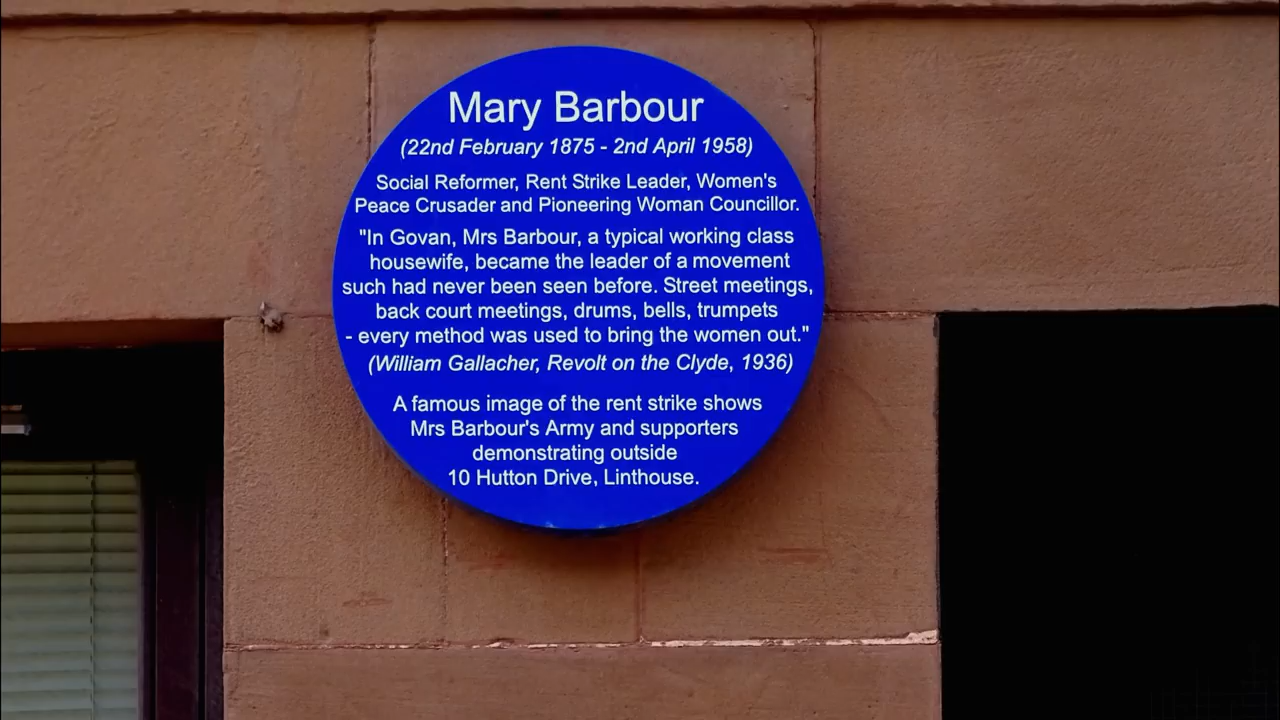 Mary Barbour
(22nd February 1875 - 2nd April 1958)
Social Reformer, Rent Strike Leader, Women's
Peace Crusader and Pioneering Woman Councillor.
"In Govan, Mrs Barbour, a typical working class
housewife, became the leader of a movement
such had never been seen before. Street meetings,
back court meetings, drums, bells, trumpets
- every method was used to bring the women out."
(William Gallacher, Revolt on the Clyde, 1936)
A famous image of the rent strike shows
Mrs Barbour's Army and supporters
demonstrating outside
10 Hutton Drive, Linthouse.